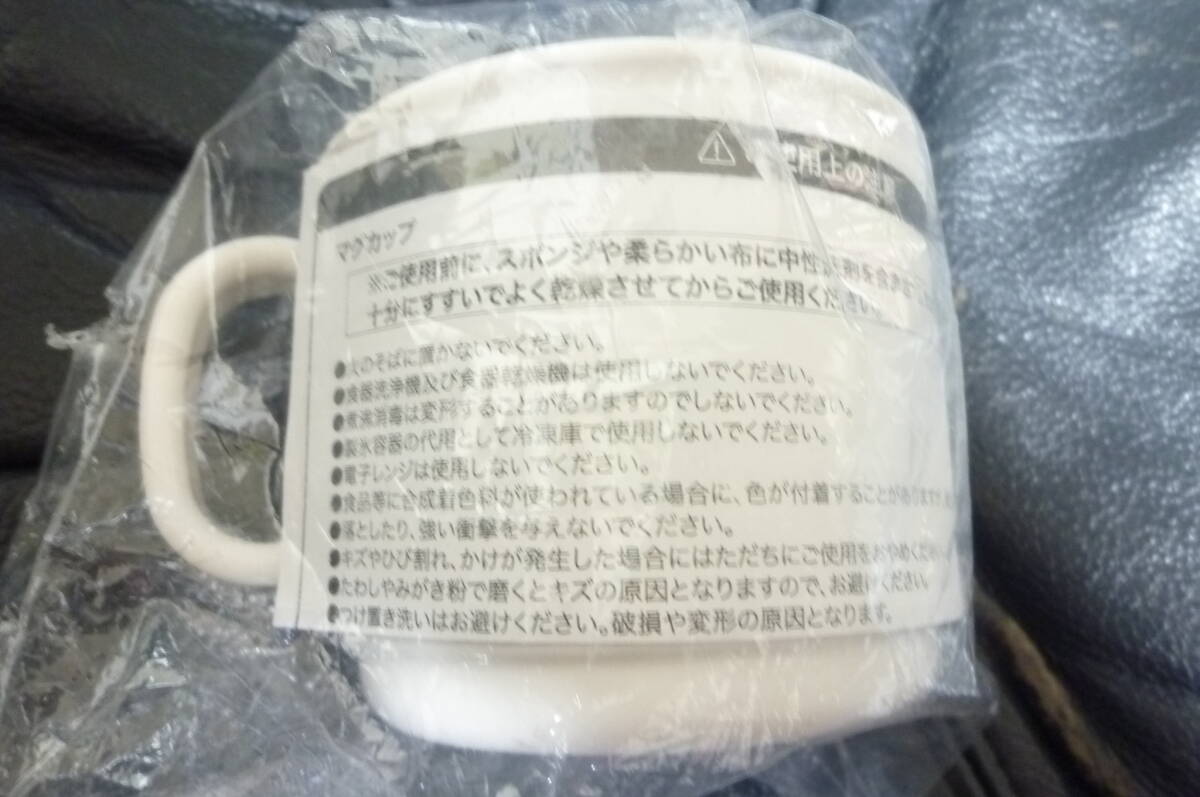 使用上の注意
マグカップ
※ご使用前に、スポンジや柔らかい布に中性洗剤を含ませ
十分にすすいでよく乾燥させてからご使用ください。
●火のそばに置かないでください。
●食器洗浄機及び食器乾燥機は使用しないでください。
●煮沸消毒は変形することがありますのでしないでください。
●製氷容器の代用として冷凍庫で使用しないでください。
●電子レンジは使用しないでください。
●食品等に合成着色料が使われている場合に、色が付着することがあります
●落としたり、強い衝撃を与えないでください。
●キズやひび割れ、かけが発生した場合にはただちにご使用をおやめください
●たわしやみがき粉で磨くとキズの原因となりますので、お避けください。
●つけ置き洗いはお避けください。破損や変形の原因となります。